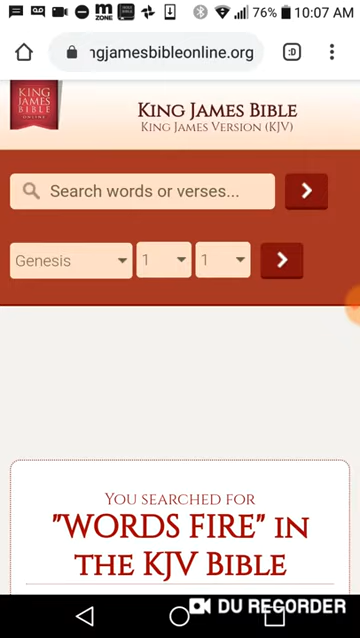 76% 10:07 AM
ngjamesbibleonline.org :D
KING
JAMES
BIBLE
ONLINE
King James Bible
King James Version (KJV)
Search words or verses...
Genesis 1 1
You searched for
"WORDS FIRE" in
the KJV Bible
DU RECORDER